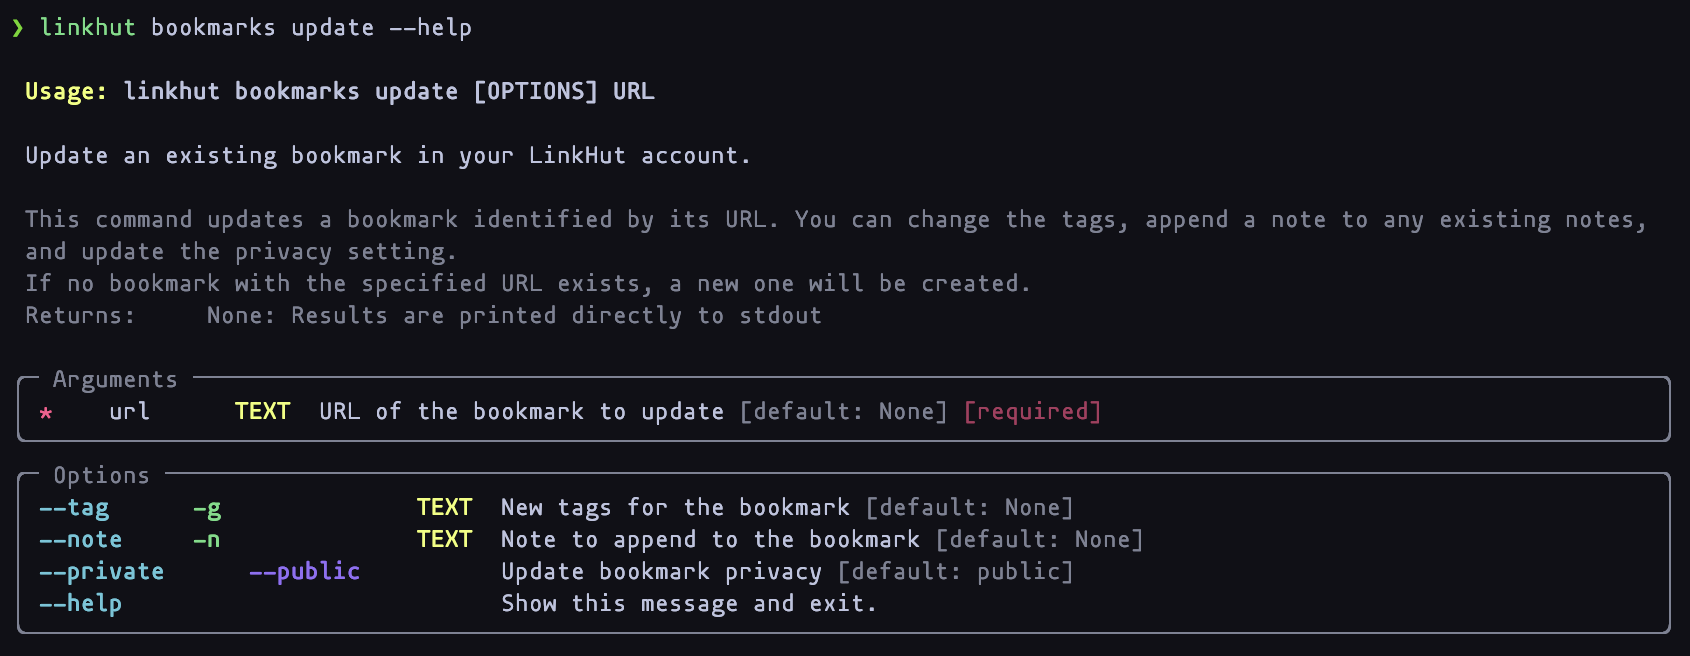 ❯ linkhut bookmarks update --help
Usage: linkhut bookmarks update [OPTIONS] URL
Update an existing bookmark in your LinkHut account.
This command updates a bookmark identified by its URL. You can change the tags, append a note to any existing notes,
and update the privacy setting.
If no bookmark with the specified URL exists, a new one will be created.
Returns:     None: Results are printed directly to stdout
Arguments
*    url      TEXT  URL of the bookmark to update [default: None] [required]
Options
--tag      -g              TEXT  New tags for the bookmark [default: None]
--note     -n              TEXT  Note to append to the bookmark [default: None]
--private      --public          Update bookmark privacy [default: public]
--help                           Show this message and exit.